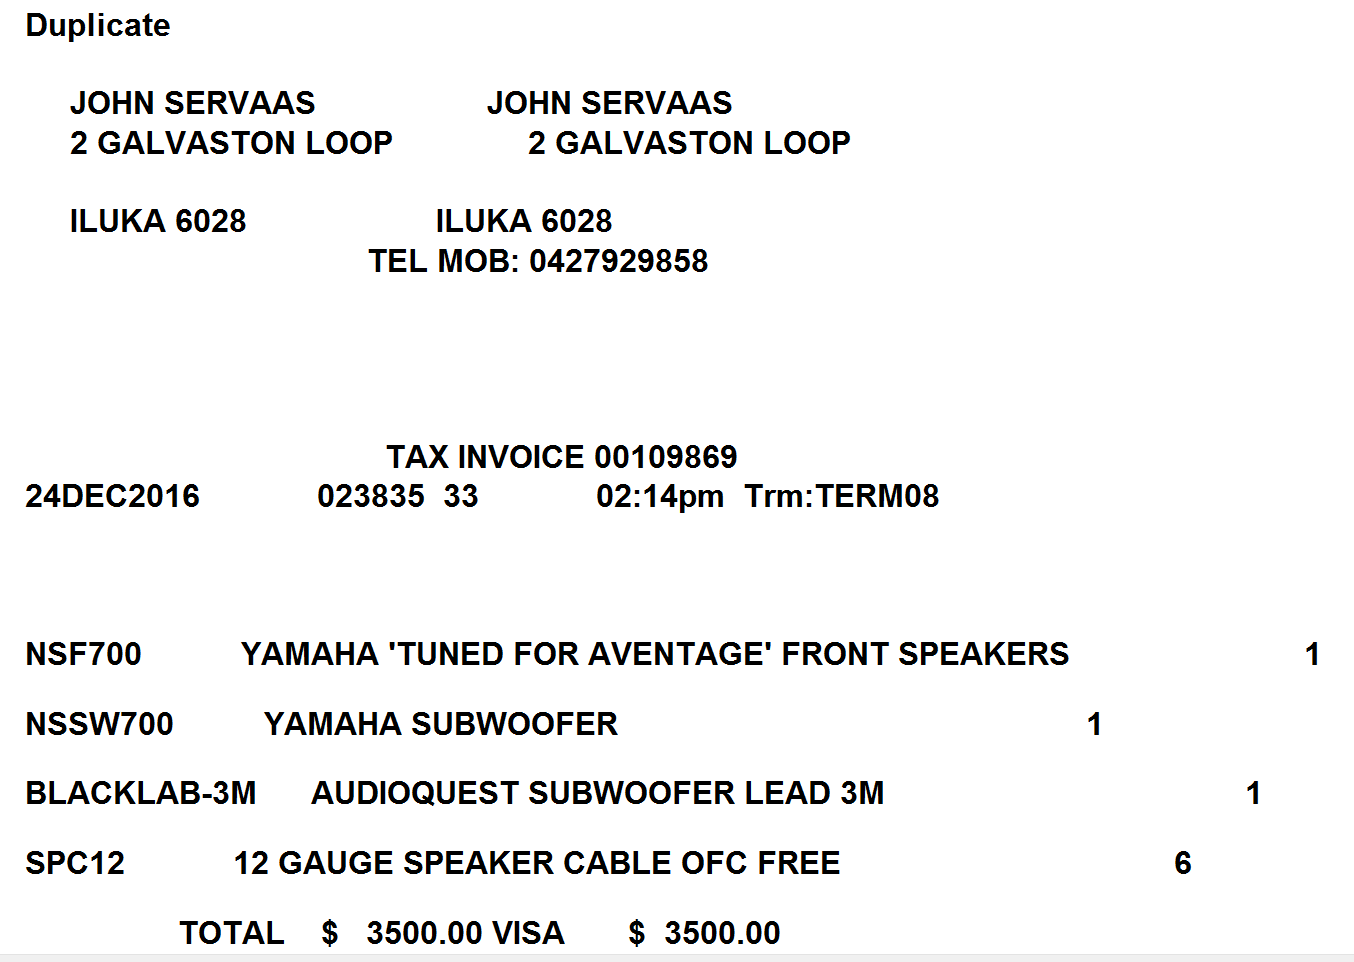 Duplicate
JOHN SERVAAS JOHN SERVAAS
2 GALVASTON LOOP 2 GALVASTON LOOP
ILUKA 6028 ILUKA 6028
TEL MOB: 0427929858
TAX INVOICE 00109869
24DEC2016 023835 33 02:14pm Trm:TERM08
NSF700 YAMAHA 'TUNED FOR AVENTAGE' FRONT SPEAKERS 1
NSSW700 YAMAHA SUBWOOFER 1
BLACKLAB-3M AUDIOQUEST SUBWOOFER LEAD 3M 1
SPC12 12 GAUGE SPEAKER CABLE OFC FREE 6
TOTAL $ 3500.00 VISA $ 3500.00